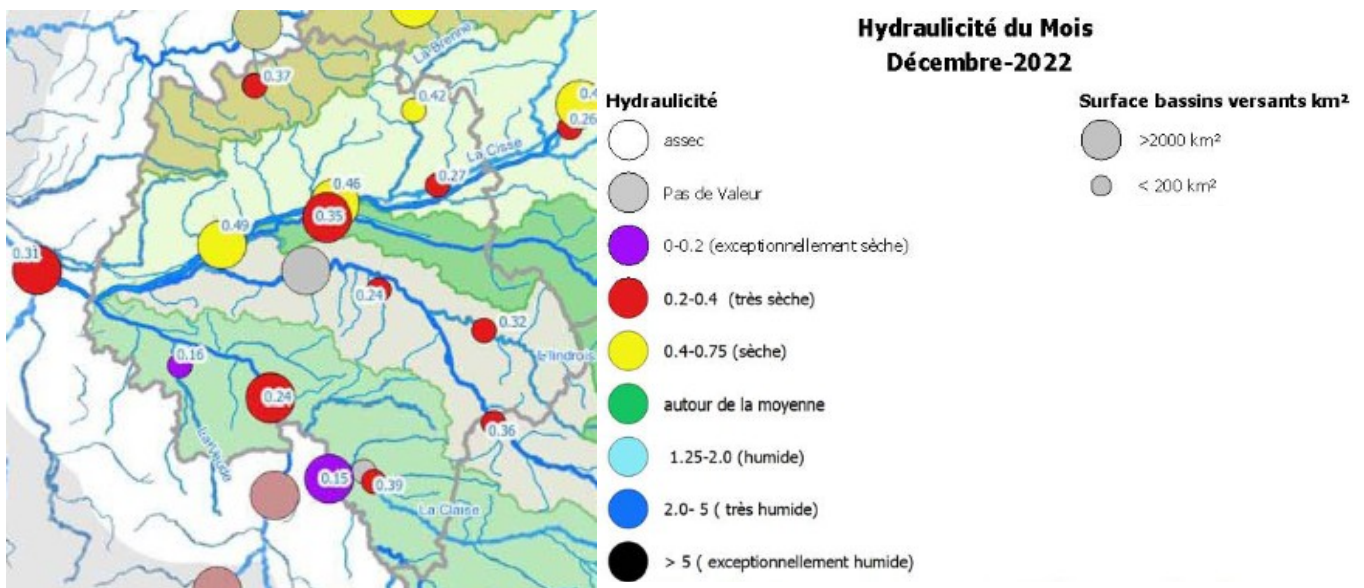 La Brenne
0.37
0.42
0.26
La Cisse
0.27
0.46
0.35
0.49
0.31
0.24
0.32
L'Indrois
0.16
0.24
0.36
0.15
0.39
La Claise
Hydraulicité du Mois
Décembre-2022
Hydraulicité
assec
Pas de Valeur
0-0.2 (exceptionnellement sèche)
0.2-0.4 (très sèche)
0.4-0.75 (sèche)
autour de la moyenne
1.25-2.0 (humide)
2.0- 5 ( très humide)
> 5 ( exceptionnellement humide)
Surface bassins versants km²
>2000 km²
< 200 km²